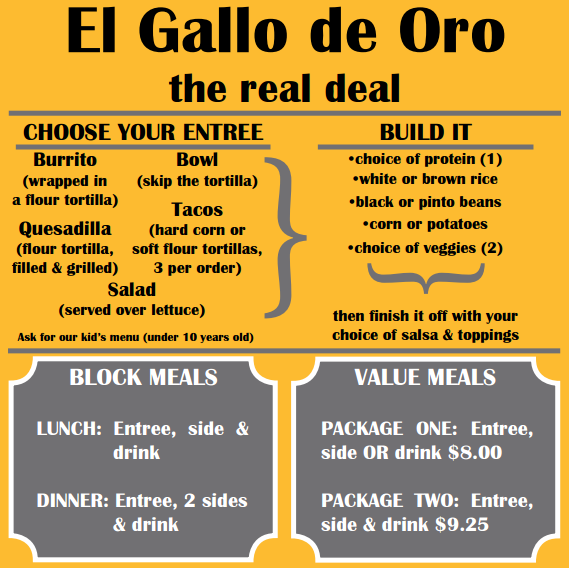 El Gallo de Oro
the real deal
CHOOSE YOUR ENTREE
Burrito
(wrapped in
a flour tortilla)
Quesadilla
(flour tortilla,
filled & grilled)
Bowl
(skip the tortilla)
Tacos
(hard corn or
soft flour tortillas,
3 per order)
Salad
(served over lettuce)
Ask for our kid's menu (under 10 years old)
BUILD IT
•choice of protein (1)
•white or brown rice
•black or pinto beans
•corn or potatoes
•choice of veggies (2)
then finish it off with your
choice of salsa & toppings
BLOCK MEALS
LUNCH: Entree, side &
drink
DINNER: Entree, 2 sides
& drink
VALUE MEALS
PACKAGE ONE: Entree,
side OR drink $8.00
PACKAGE TWO: Entree,
side & drink $9.25